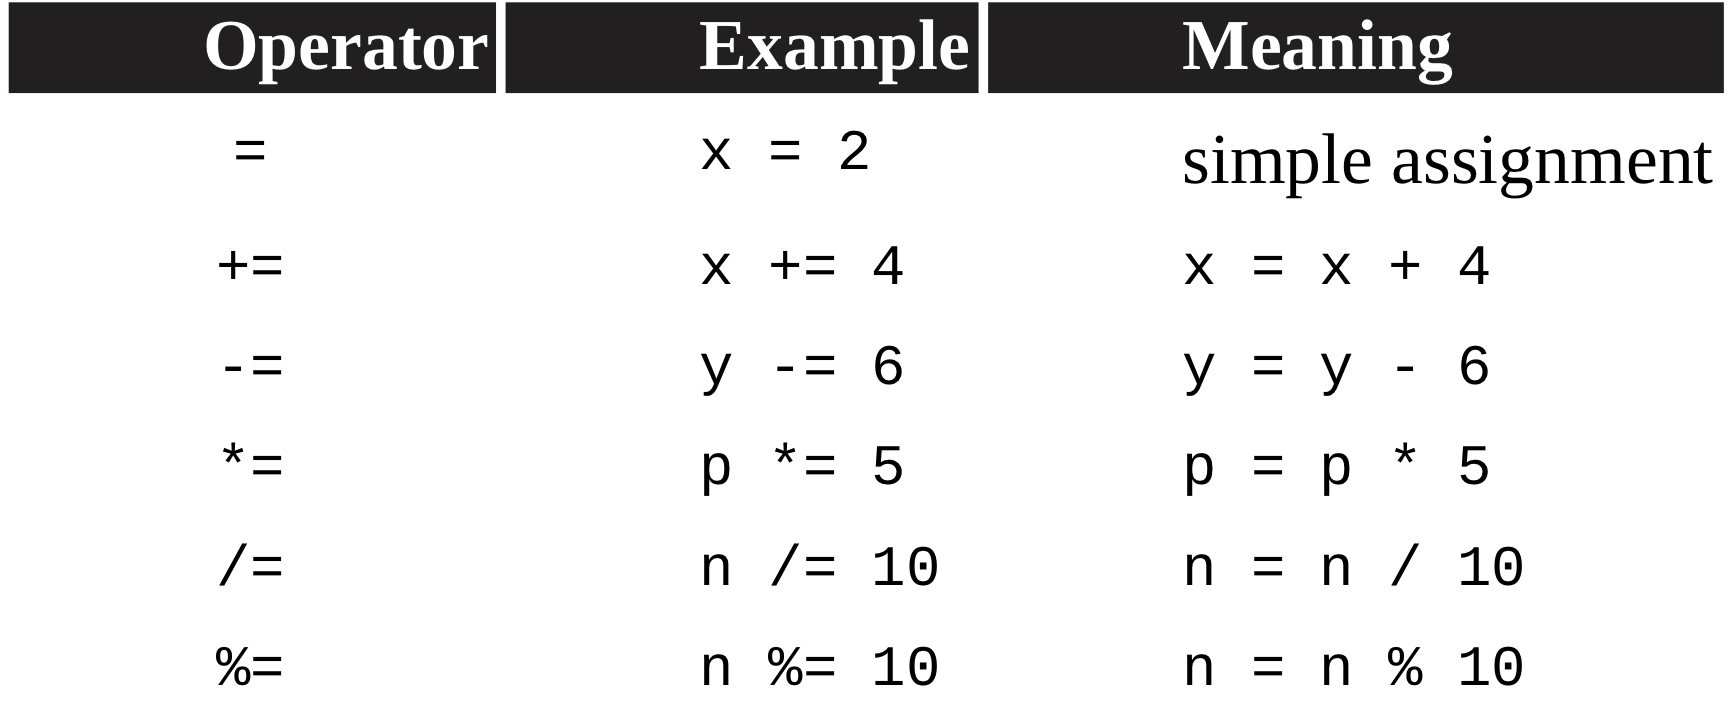 Operator Example Meaning
= x = 2 simple assignment
+= x += 4 x = x + 4
-= y -= 6 y = y - 6
*= p *= 5 p = p * 5
/= n /= 10 n = n / 10
%= n %= 10 n = n % 10